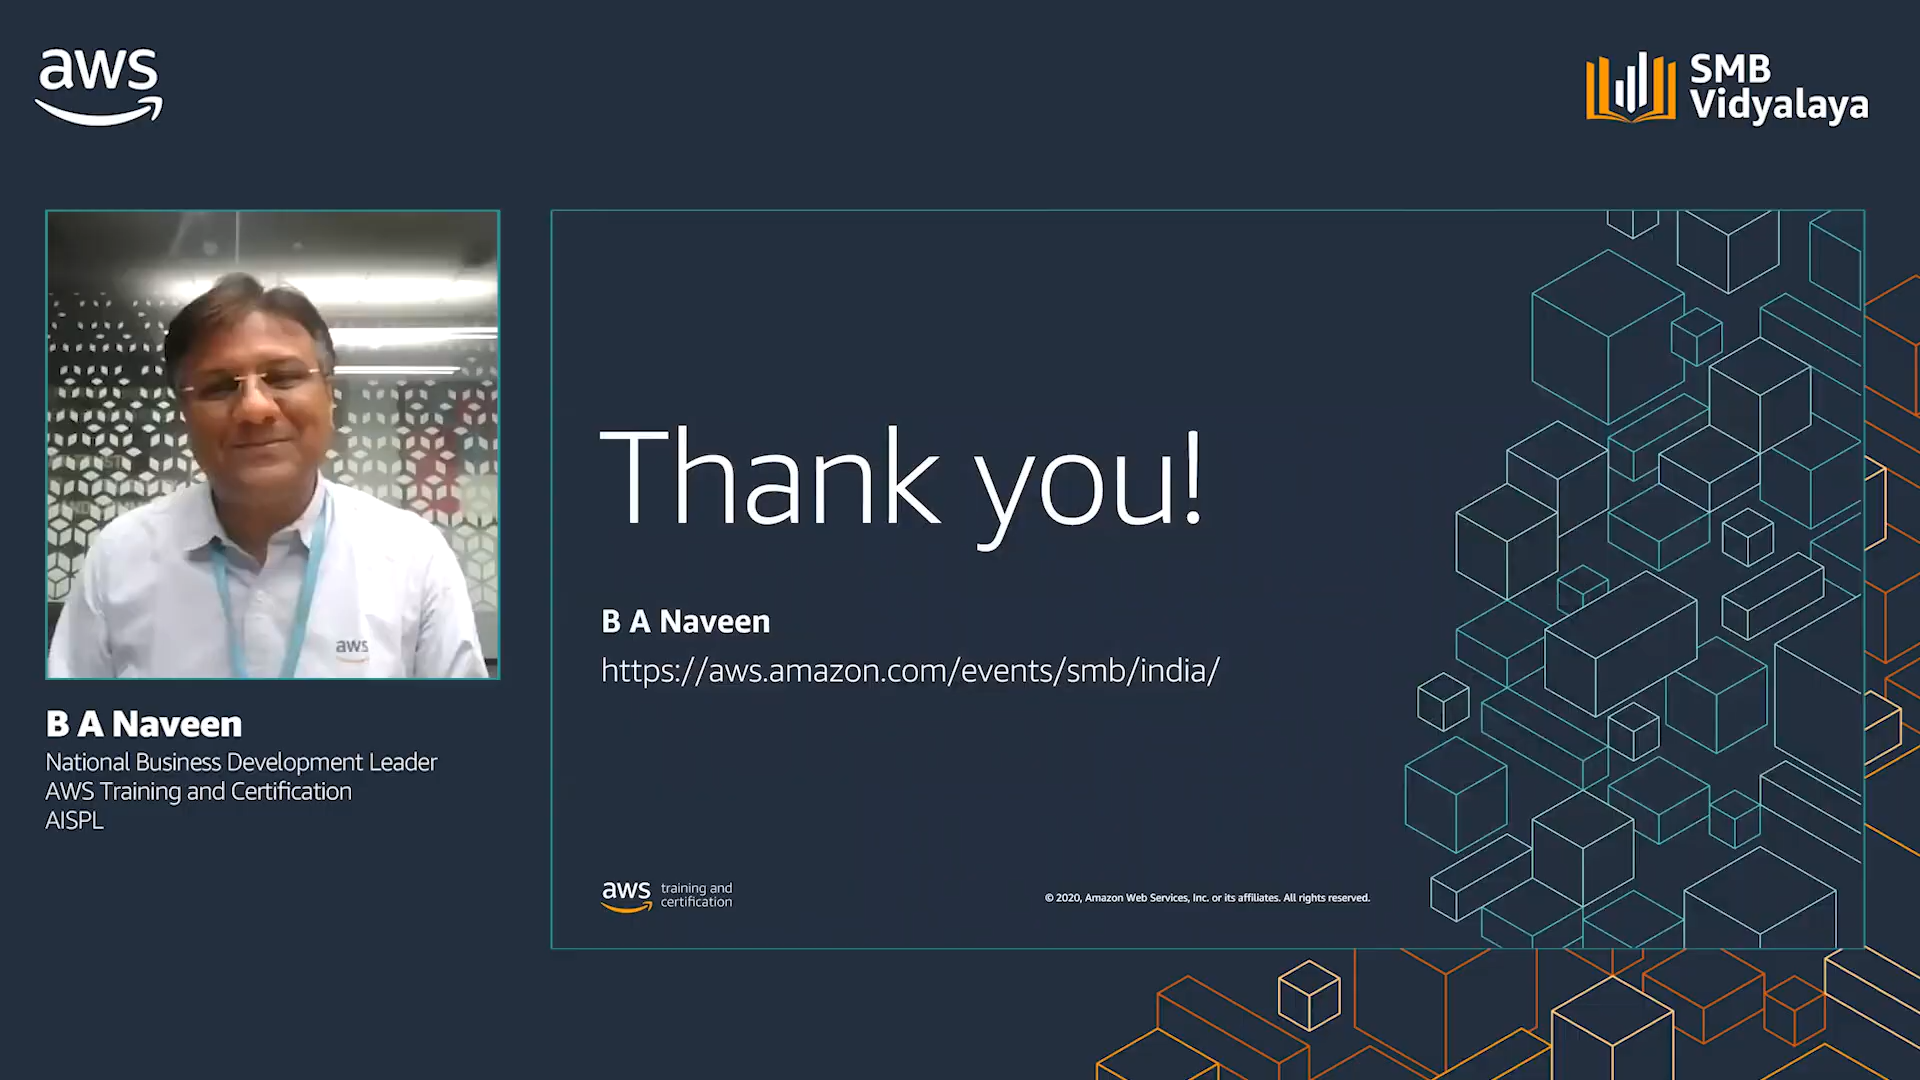 aws
SMB
Vidyalaya
aws
B A Naveen
National Business Development Leader
AWS Training and Certification
AISPL
Thank you!
B A Naveen
https://aws.amazon.com/events/smb/india/
aws training and
certification
© 2020, Amazon Web Services, Inc. or its affiliates. All rights reserved.